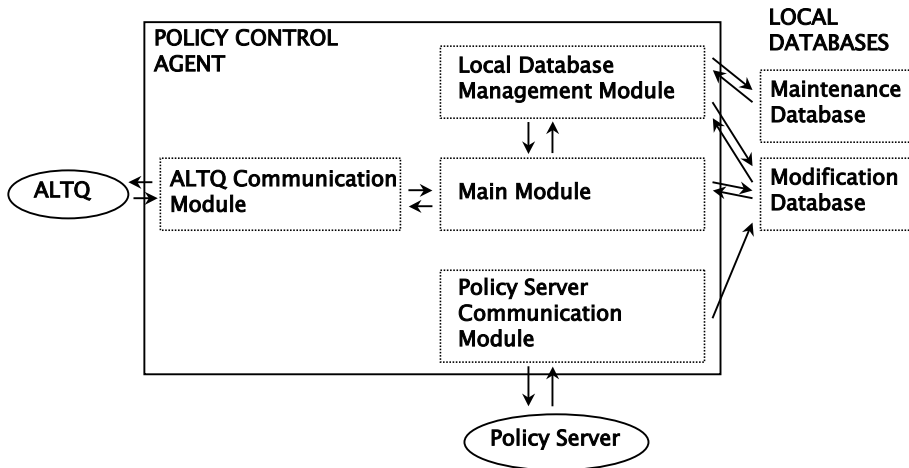 POLICY CONTROL
AGENT
LOCAL
DATABASES
Local Database
Management Module
Maintenance
Database
ALTQ
ALTQ Communication
Module
Main Module
Modification
Database
Policy Server
Communication
Module
Policy Server